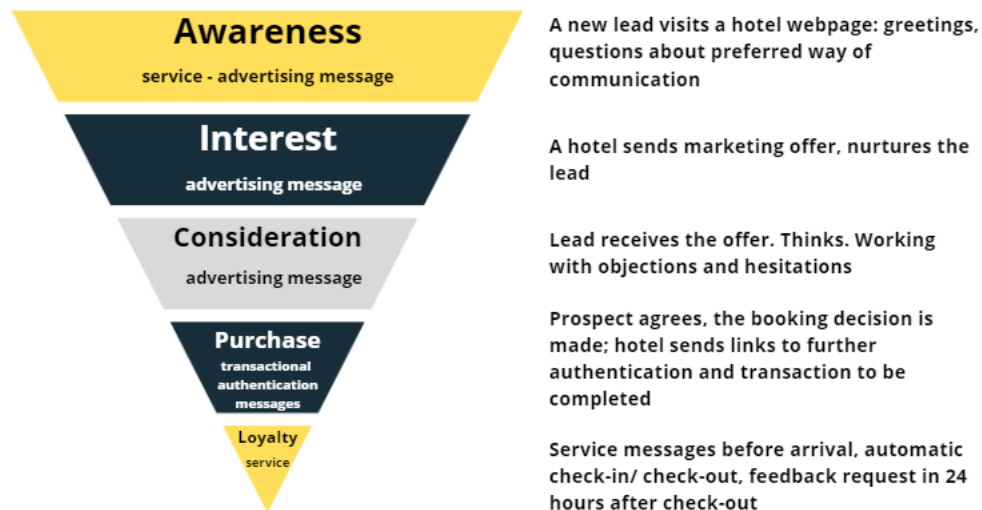 Awareness
service - advertising message
A new lead visits a hotel webpage: greetings,
questions about preferred way of
communication
Interest
advertising message
A hotel sends marketing offer, nurtures the
lead
Consideration
advertising message
Lead receives the offer. Thinks. Working
with objections and hesitations
Purchase
transactional
authentication
messages
Prospect agrees, the booking decision is
made; hotel sends links to further
authentication and transaction to be
completed
Loyalty
service
Service messages before arrival, automatic
check-in/ check-out, feedback request in 24
hours after check-out